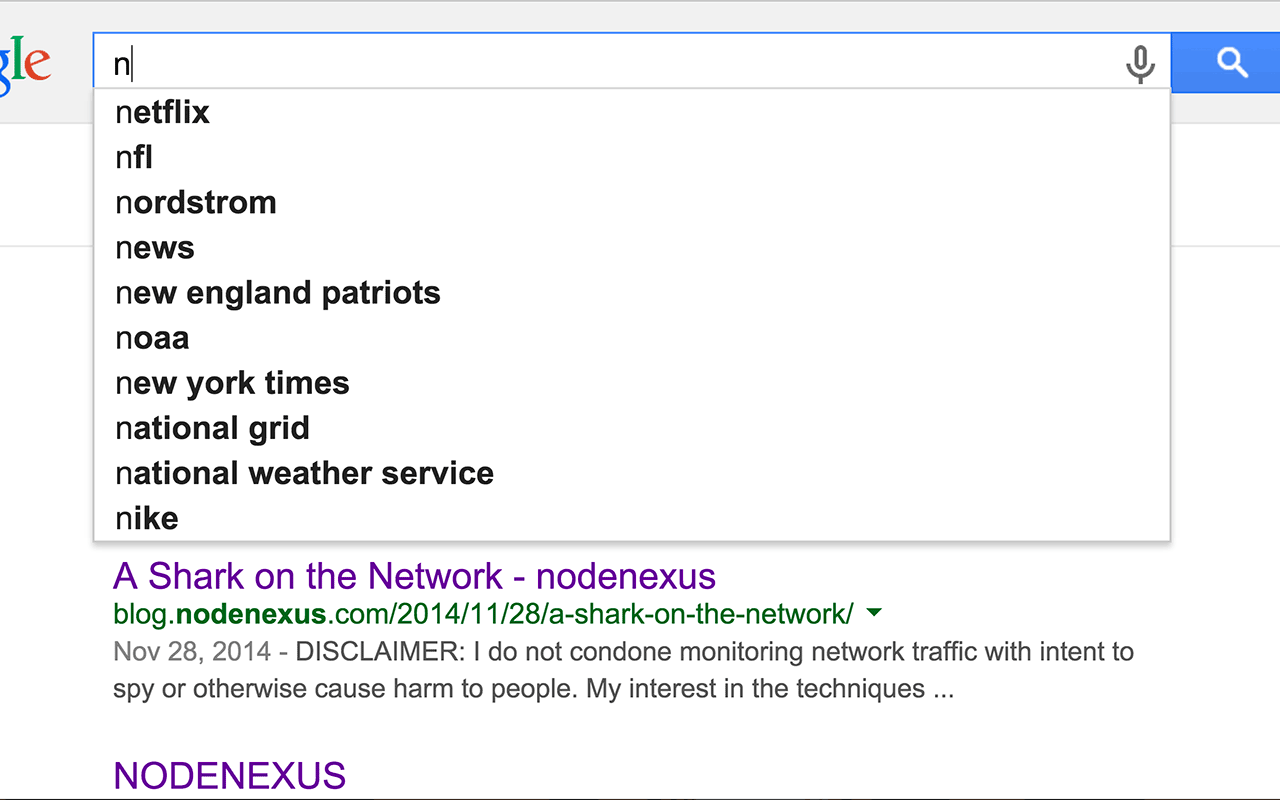 gle
n
netflix
nfl
nordstrom
news
new england patriots
noaa
new york times
national grid
national weather service
nike
A Shark on the Network - nodenexus
blog.nodenexus.com/2014/11/28/a-shark-on-the-network/
Nov 28, 2014 - DISCLAIMER: I do not condone monitoring network traffic with intent to
spy or otherwise cause harm to people. My interest in the techniques ...
NODENEXUS